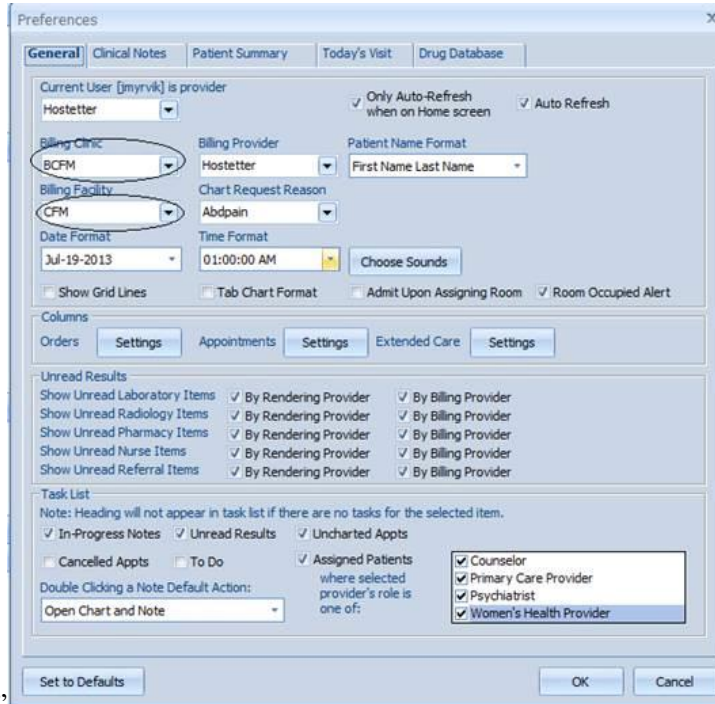 Preferences
General Clinical Notes Patient Summary Today's Visit Drug Database
Current User [jmyrvik] is provider
Hostetter
Only Auto-Refresh
when on Home screen
Auto Refresh
Billing Clinic Billing Provider Patient Name Format
BCFM Hostetter First Name Last Name
Billing Facility Chart Request Reason
CFM Abdpain
Date Format Time Format
Jul-19-2013 01:00:00 AM Choose Sounds
Show Grid Lines Tab Chart Format Admit Upon Assigning Room Room Occupied Alert
Columns
Orders Settings Appointments Settings Extended Care Settings
Unread Results
Show Unread Laboratory Items By Rendering Provider By Billing Provider
Show Unread Radiology Items By Rendering Provider By Billing Provider
Show Unread Pharmacy Items By Rendering Provider By Billing Provider
Show Unread Nurse Items By Rendering Provider By Billing Provider
Show Unread Referral Items By Rendering Provider By Billing Provider
Task List
Note: Heading will not appear in task list if there are no tasks for the selected item.
In-Progress Notes Unread Results Uncharted Appts
Cancelled Appts To Do Assigned Patients
where selected
provider's role is
one of:
Counselor
Primary Care Provider
Psychiatrist
Women's Health Provider
Double Clicking a Note Default Action:
Open Chart and Note
Set to Defaults OK Cancel
,